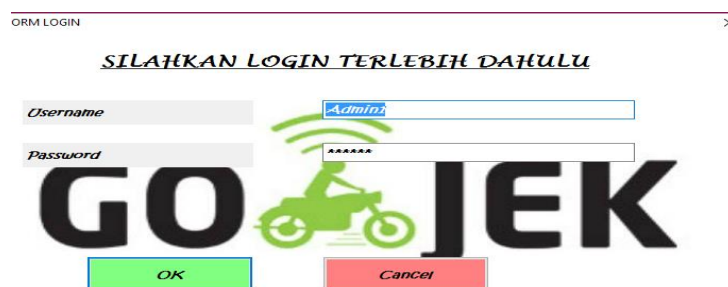 ORM LOGIN
SILAHKAN LOGIN TERLEBIH DAHULU
Username
Admin1
Password
******
GO JEK
OK
Cancel